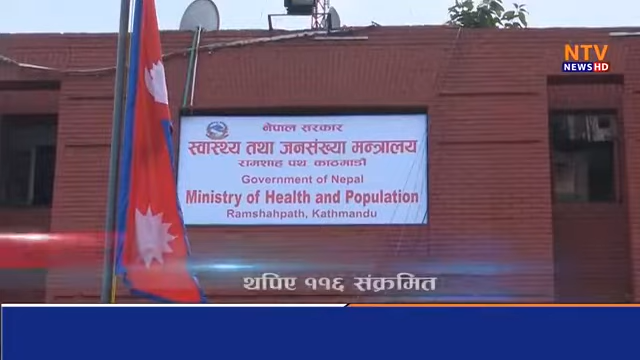 NTV
NEWS HD
नेपाल सरकार
स्वास्थ्य तथा जनसंख्या मन्त्रालय
रामशाह पथ काठमाडौं
Government of Nepal
Ministry of Health and Population
Ramshahpath, Kathmandu
थपिए ११६ संक्रमित